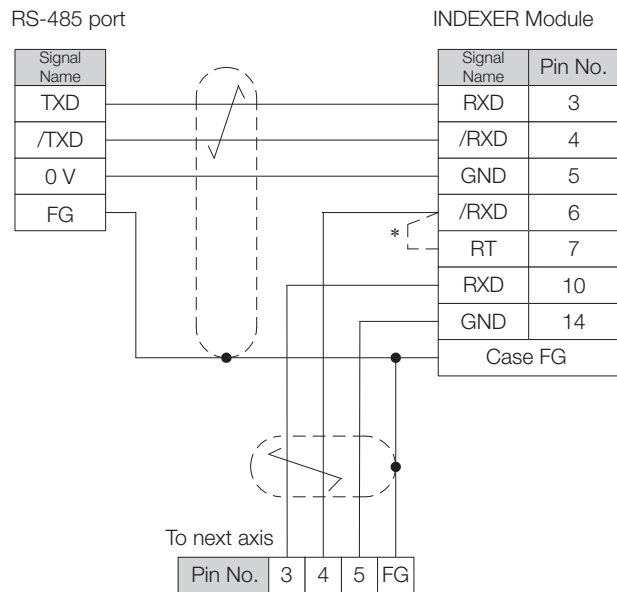 RS-485 port
INDEXER Module
Signal Name
Signal Name Pin No.
TXD RXD 3
/TXD /RXD 4
0 V GND 5
FG /RXD 6
* RT 7
RXD 10
GND 14
Case FG
To next axis
Pin No. 3 4 5 FG